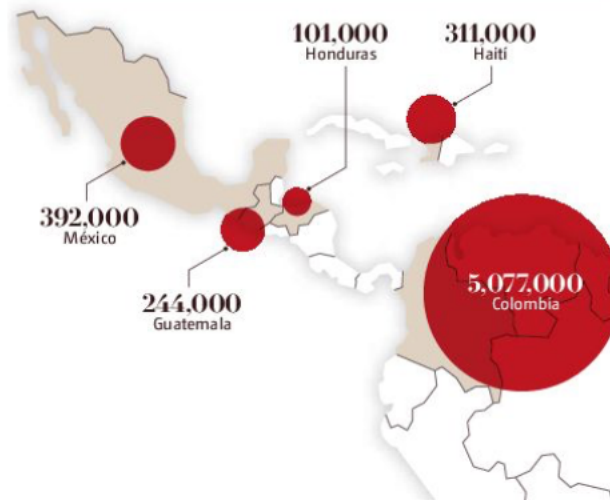 101,000
Honduras
311,000
Haití
392,000
México
244,000
Guatemala
5,077,000
Colombia